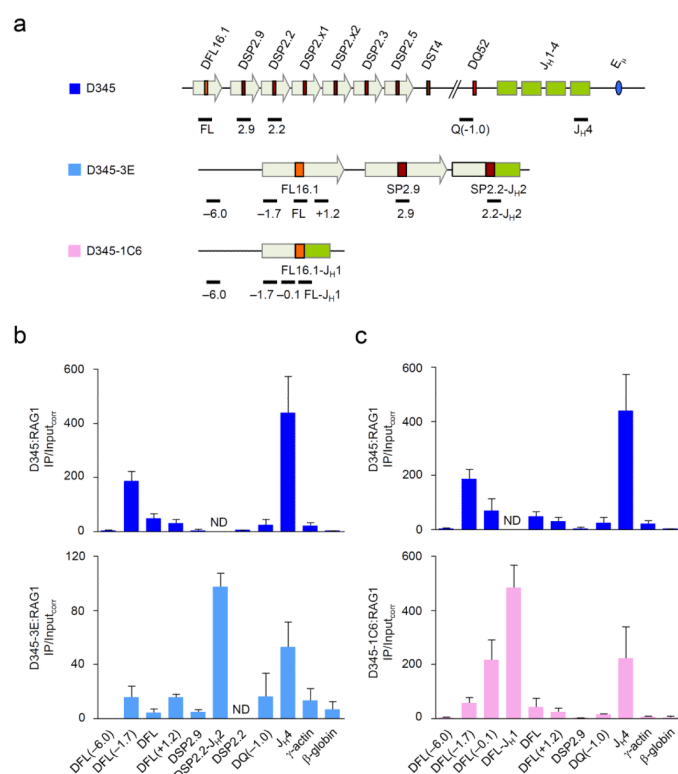 a
DFL16.1 DSP2.9 DSP2.2 DSP2.x1 DSP2.x2 DSP2.3 DSP2.5 DST4 DQ52 JH1-4 Eμ
D345
FL 2.9 2.2 Q(-1.0) JH4
D345-3E
FL16.1 SP2.9 SP2.2-JH2
–6.0 –1.7 FL +1.2 2.9 2.2-JH2
D345-1C6
FL16.1-JH1
–6.0 –1.7 –0.1 FL-JH1
b
D345:RAG1
IP/Inputcorr
600
400
200
0
ND
D345-3E:RAG1
IP/Inputcorr
120
80
40
0
ND
DFL(–6.0) DFL(–1.7) DFL DFL(+1.2) DSP2.9 DSP2.2-JH2 DSP2.2 DQ(–1.0) JH4 γ-actin β-globin
c
D345:RAG1
IP/Inputcorr
600
400
200
0
ND
D345-1C6:RAG1
IP/Inputcorr
600
400
200
0
DFL(–6.0) DFL(–1.7) DFL(–0.1) DFL-JH1 DFL DFL(+1.2) DSP2.9 DQ(–1.0) JH4 γ-actin β-globin